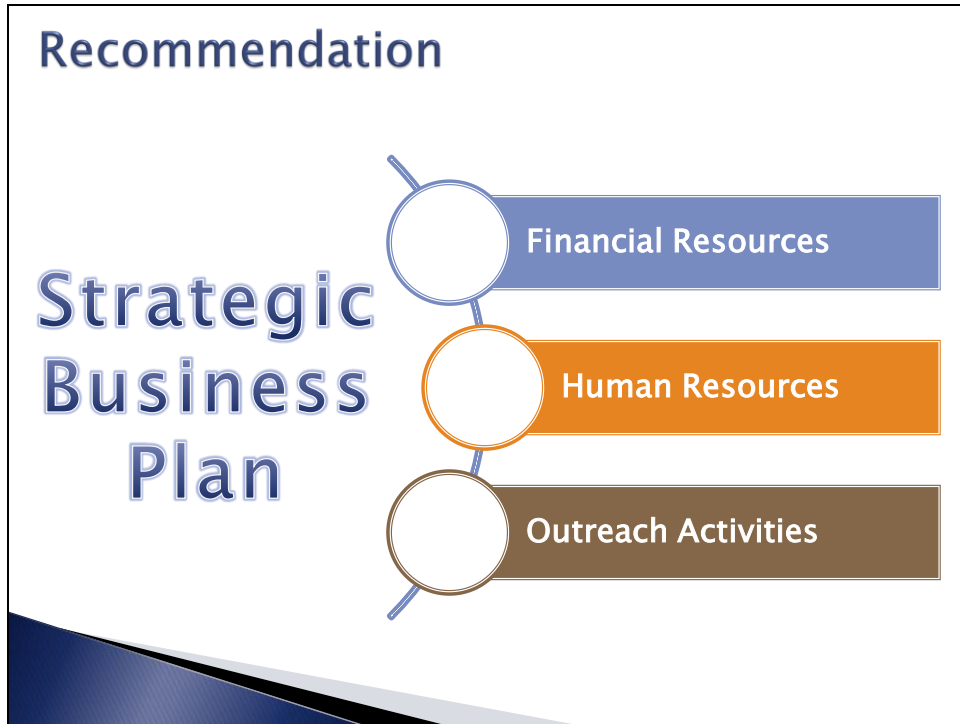 Recommendation
Strategic
Business
Plan
Financial Resources
Human Resources
Outreach Activities